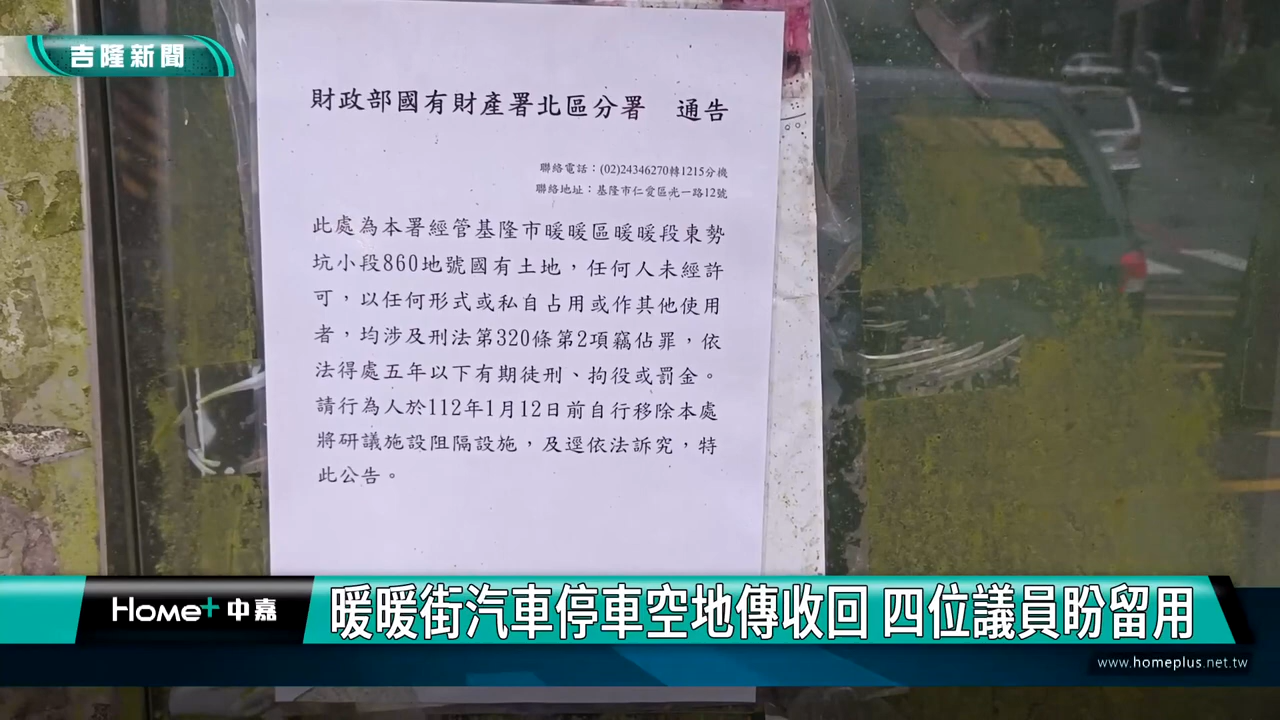 吉隆新聞
財政部國有財產署北區分署 通告
聯絡電話：(02)24346270轉1215分機
聯絡地址：基隆市仁愛區光一路12號
此處為本署經管基隆市暖暖區暖暖段東勢
坑小段860地號國有土地，任何人未經許
可，以任何形式或私自占用或作其他使用
者，均涉及刑法第320條第2項竊佔罪，依
法得處五年以下有期徒刑、拘役或罰金。
請行為人於112年1月12日前自行移除本處
將研議施設阻隔設施，及逕依法訴究，特
此公告。
Home+中嘉
暖暖街汽車停車空地傳收回 四位議員盼留用
www.homeplus.net.tw